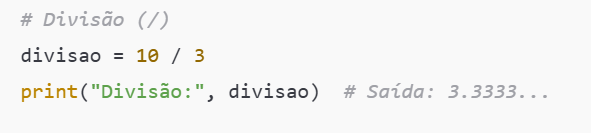 # Divisão (/)
divisao = 10 / 3
print("Divisão:", divisao)  # Saída: 3.3333...